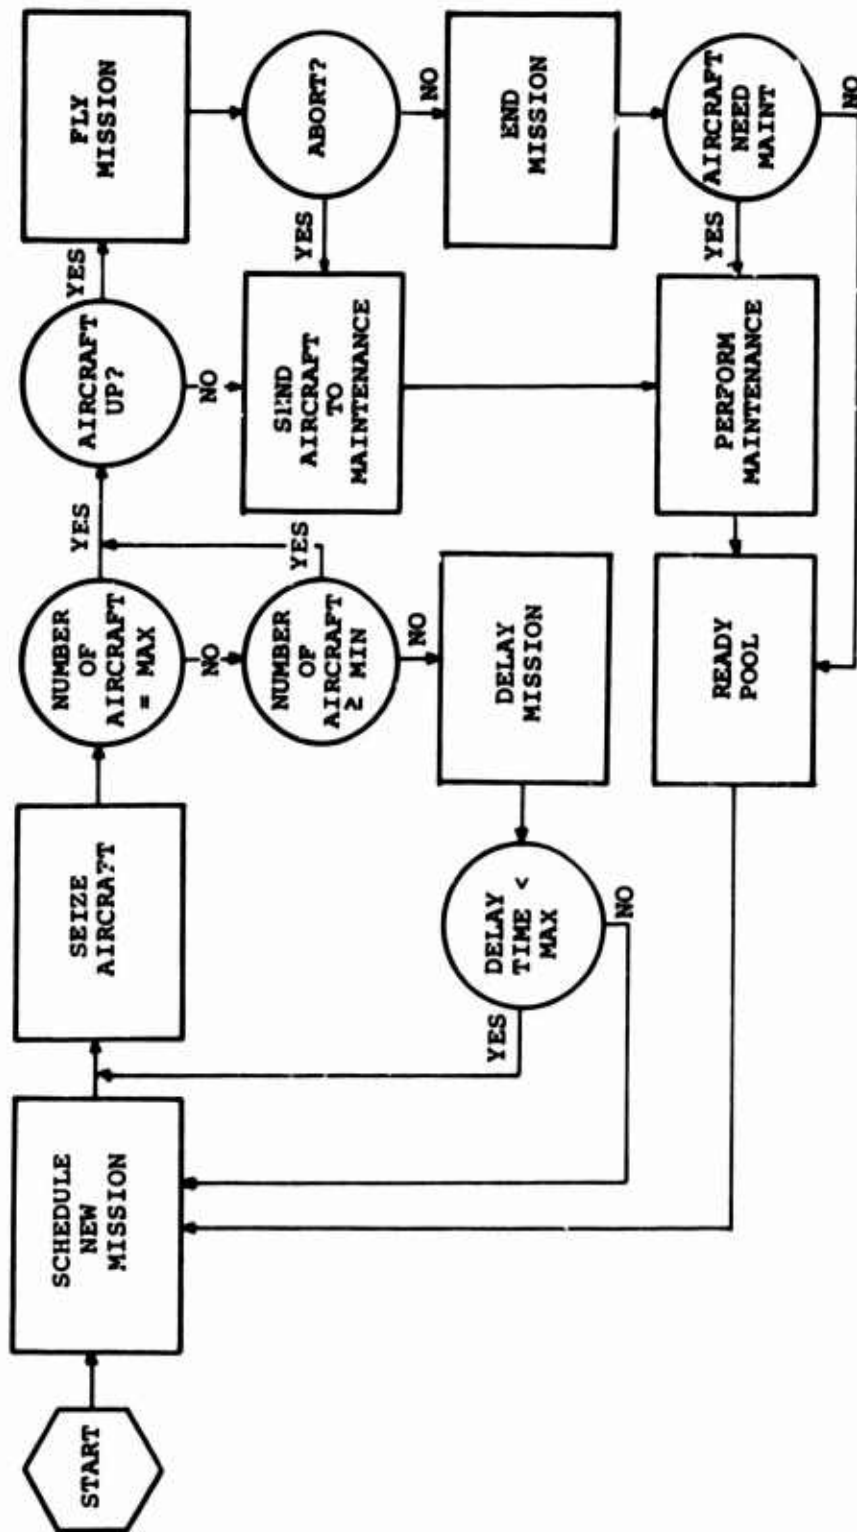 START
SCHEDULE
NEW
MISSION
SEIZE
AIRCRAFT
NUMBER
OF
AIRCRAFT
= MAX
YES
NO
AIRCRAFT
UP?
YES
NO
FLY
MISSION
NUMBER
OF
AIRCRAFT
≥ MIN
YES
NO
SEND
AIRCRAFT
TO
MAINTENANCE
ABORT?
YES
NO
DELAY
TIME <
MAX
YES
NO
DELAY
MISSION
END
MISSION
READY
POOL
PERFORM
MAINTENANCE
AIRCRAFT
NEED
MAINT
YES
NO